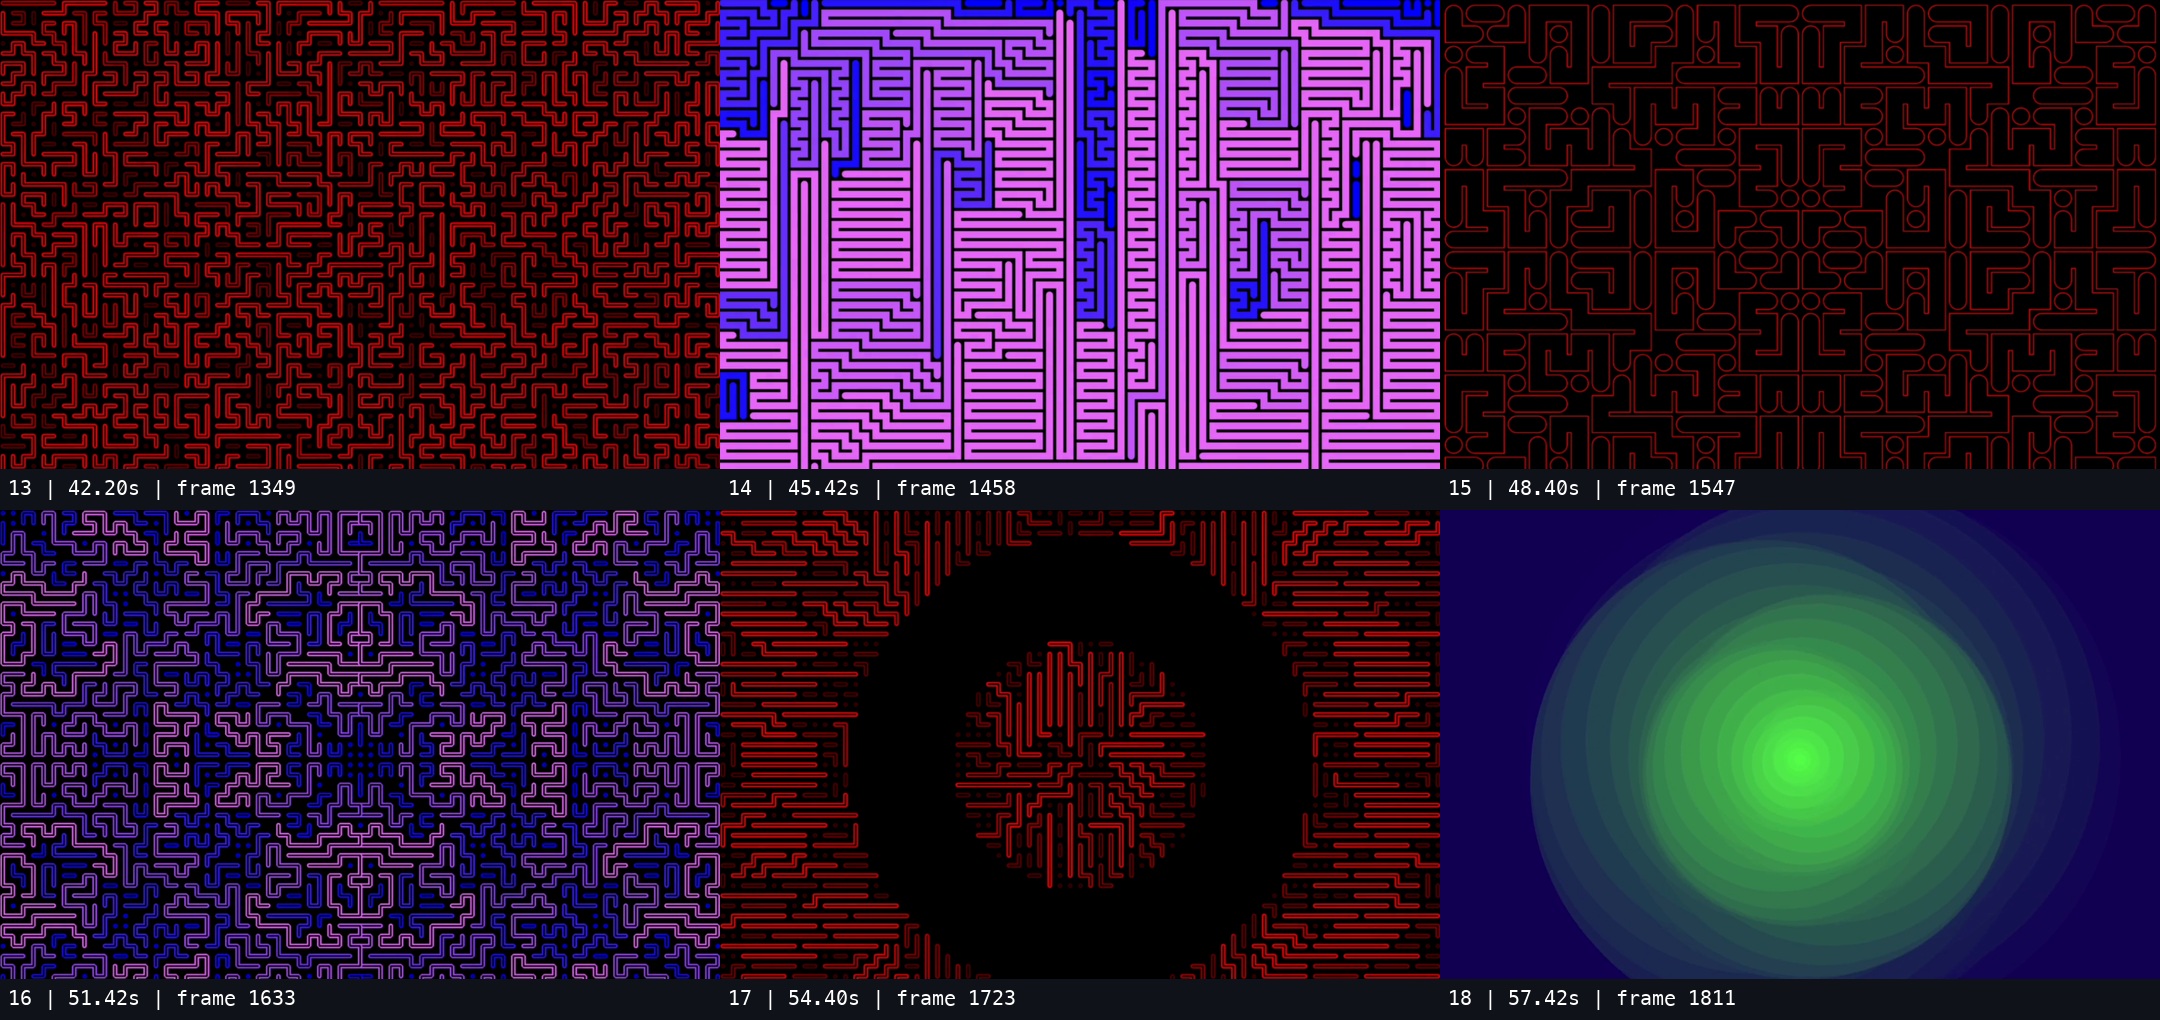 13 | 42.20s | frame 1349
14 | 45.42s | frame 1458
15 | 48.40s | frame 1547
16 | 51.42s | frame 1633
17 | 54.40s | frame 1723
18 | 57.42s | frame 1811